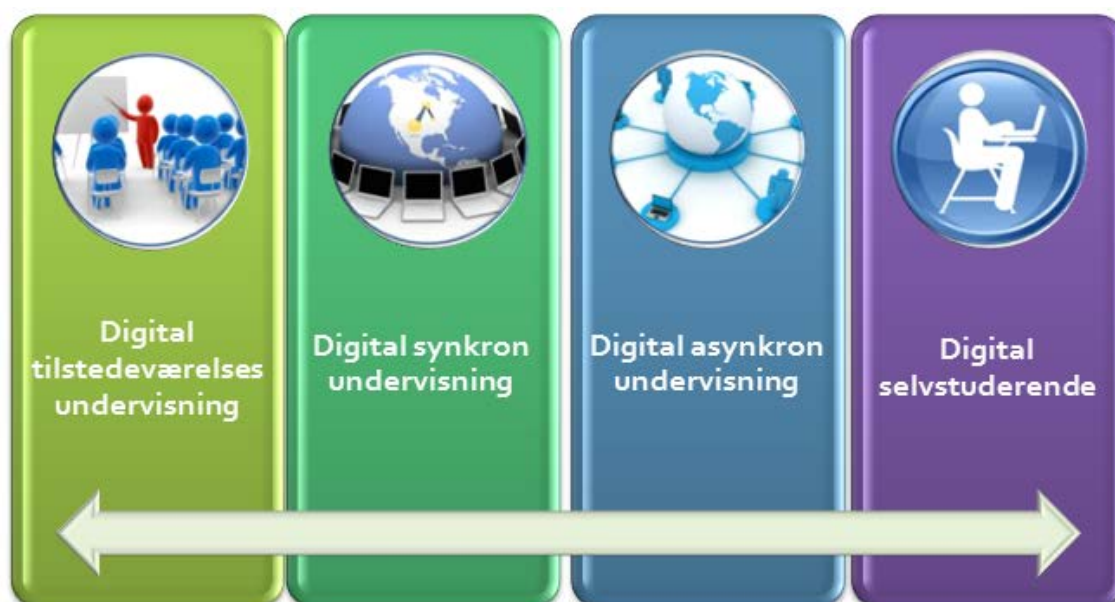 Digital
tilstedeværelses
undervisning
Digital synkron
undervisning
Digital asynkron
undervisning
Digital
selvstuderende